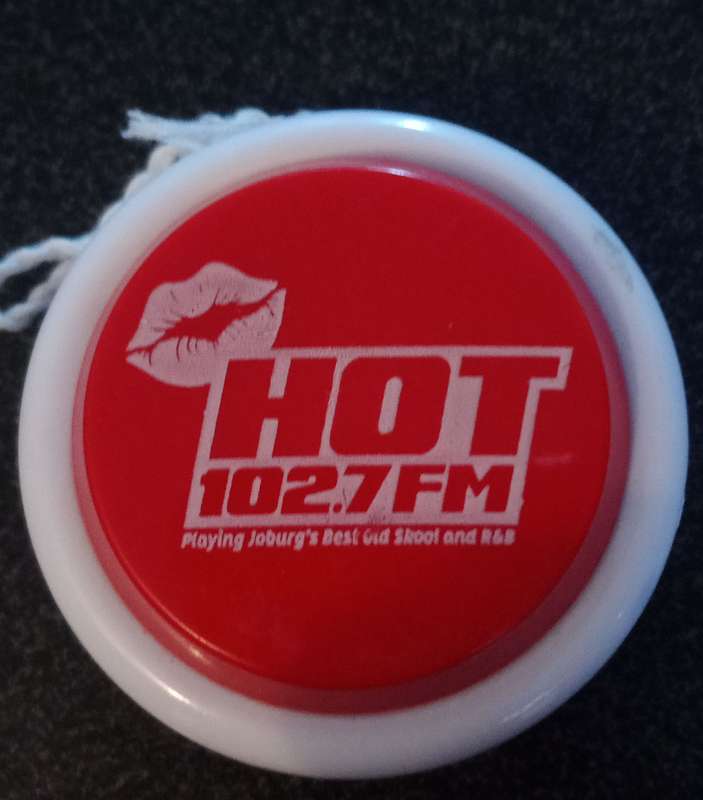 HOT
102.7FM
Playing Joburg's Best Old Skool and R&B